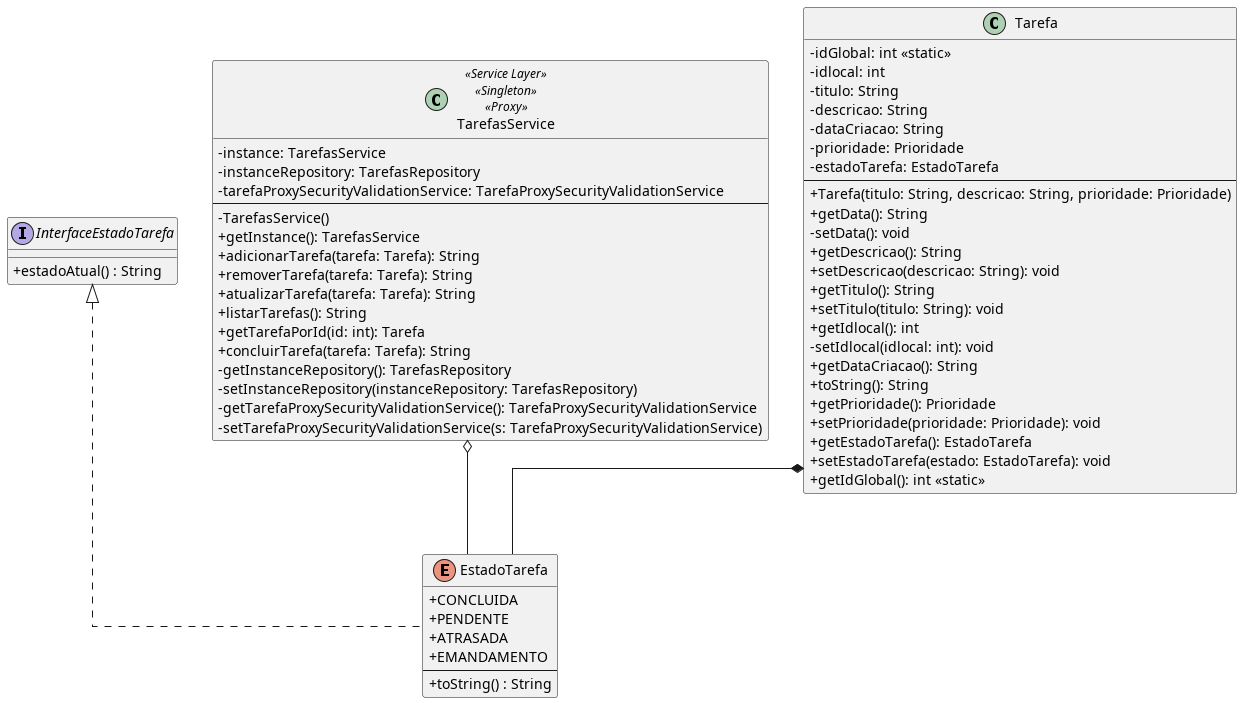 I InterfaceEstadoTarefa
+estadoAtual() : String
«Service Layer»
«Singleton»
«Proxy»
C TarefasService
-instance: TarefasService
-instanceRepository: TarefasRepository
-tarefaProxySecurityValidationService: TarefaProxySecurityValidationService
-TarefasService()
+getInstance(): TarefasService
+adicionarTarefa(tarefa: Tarefa): String
+removerTarefa(tarefa: Tarefa): String
+atualizarTarefa(tarefa: Tarefa): String
+listarTarefas(): String
+getTarefaPorId(id: int): Tarefa
+concluirTarefa(tarefa: Tarefa): String
-getInstanceRepository(): TarefasRepository
-setInstanceRepository(instanceRepository: TarefasRepository)
-getTarefaProxySecurityValidationService(): TarefaProxySecurityValidationService
-setTarefaProxySecurityValidationService(s: TarefaProxySecurityValidationService)
C Tarefa
-idGlobal: int «static»
-idlocal: int
-titulo: String
-descricao: String
-dataCriacao: String
-prioridade: Prioridade
-estadoTarefa: EstadoTarefa
+Tarefa(titulo: String, descricao: String, prioridade: Prioridade)
+getData(): String
-setData(): void
+getDescricao(): String
+setDescricao(descricao: String): void
+getTitulo(): String
+setTitulo(titulo: String): void
+getIdlocal(): int
-setIdlocal(idlocal: int): void
+getDataCriacao(): String
+toString(): String
+getPrioridade(): Prioridade
+setPrioridade(prioridade: Prioridade): void
+getEstadoTarefa(): EstadoTarefa
+setEstadoTarefa(estado: EstadoTarefa): void
+getIdGlobal(): int «static»
E EstadoTarefa
+CONCLUIDA
+PENDENTE
+ATRASADA
+EMANDAMENTO
+toString() : String